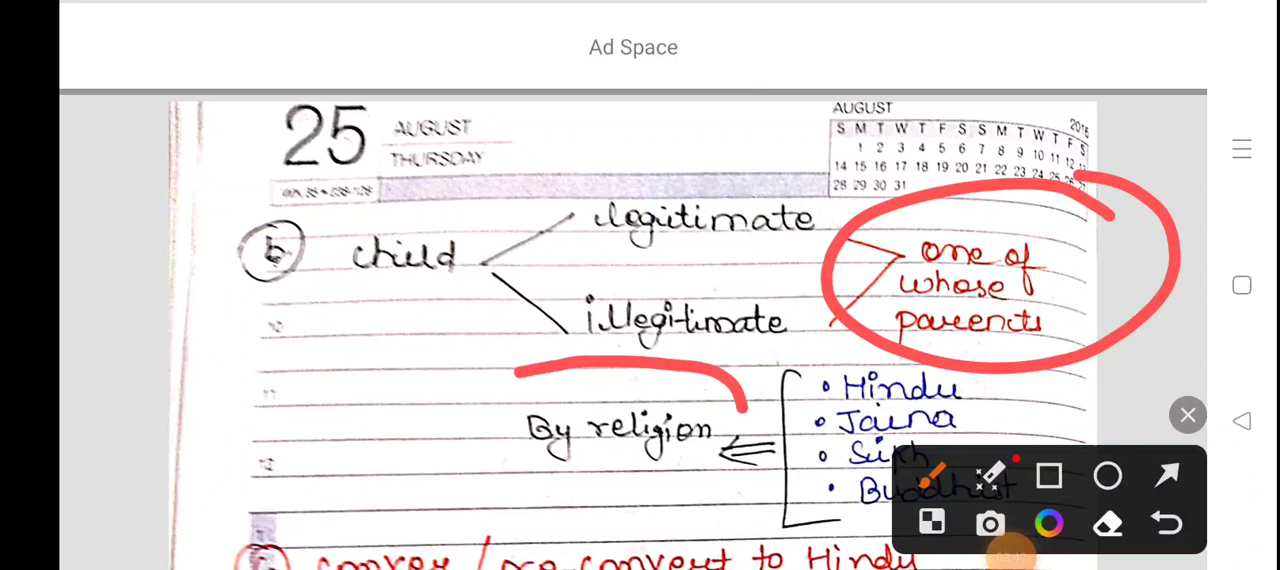 Ad Space
25 AUGUST
THURSDAY
AUGUST 2016
S M T W T F S S M T W T F S
1 2 3 4 5 6 7 8 9 10 11 12
14 15 16 17 18 19 20 21 22 23 24 25 26 27
28 29 30 31
b child
legitimate
illegitimate
one of
whose
parents
By religion
• Hindu
• Jaina
• Sikh
• Buddhist
convert to Hindu